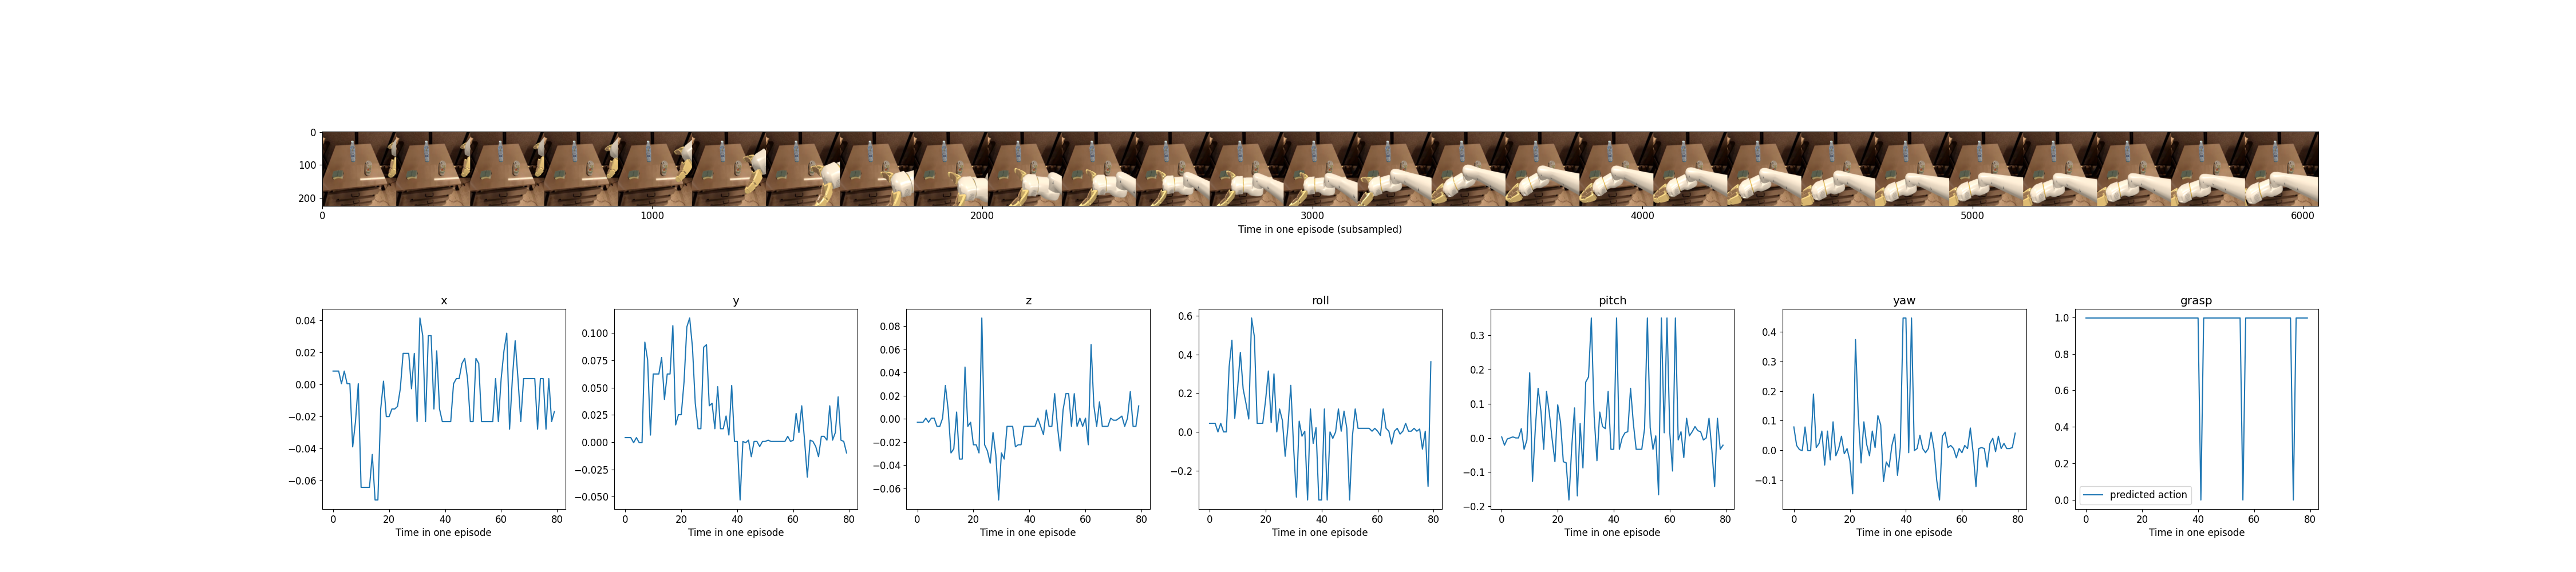 0
100
200
0 1000 2000 3000 4000 5000 6000
Time in one episode (subsampled)
x
0.04
0.02
0.00
−0.02
−0.04
−0.06
0 20 40 60 80
Time in one episode
y
0.100
0.075
0.050
0.025
0.000
−0.025
−0.050
0 20 40 60 80
Time in one episode
z
0.08
0.06
0.04
0.02
0.00
−0.02
−0.04
−0.06
0 20 40 60 80
Time in one episode
roll
0.6
0.4
0.2
0.0
−0.2
0 20 40 60 80
Time in one episode
pitch
0.3
0.2
0.1
0.0
−0.1
−0.2
0 20 40 60 80
Time in one episode
yaw
0.4
0.3
0.2
0.1
0.0
−0.1
0 20 40 60 80
Time in one episode
grasp
1.0
0.8
0.6
0.4
0.2
0.0
predicted action
0 20 40 60 80
Time in one episode